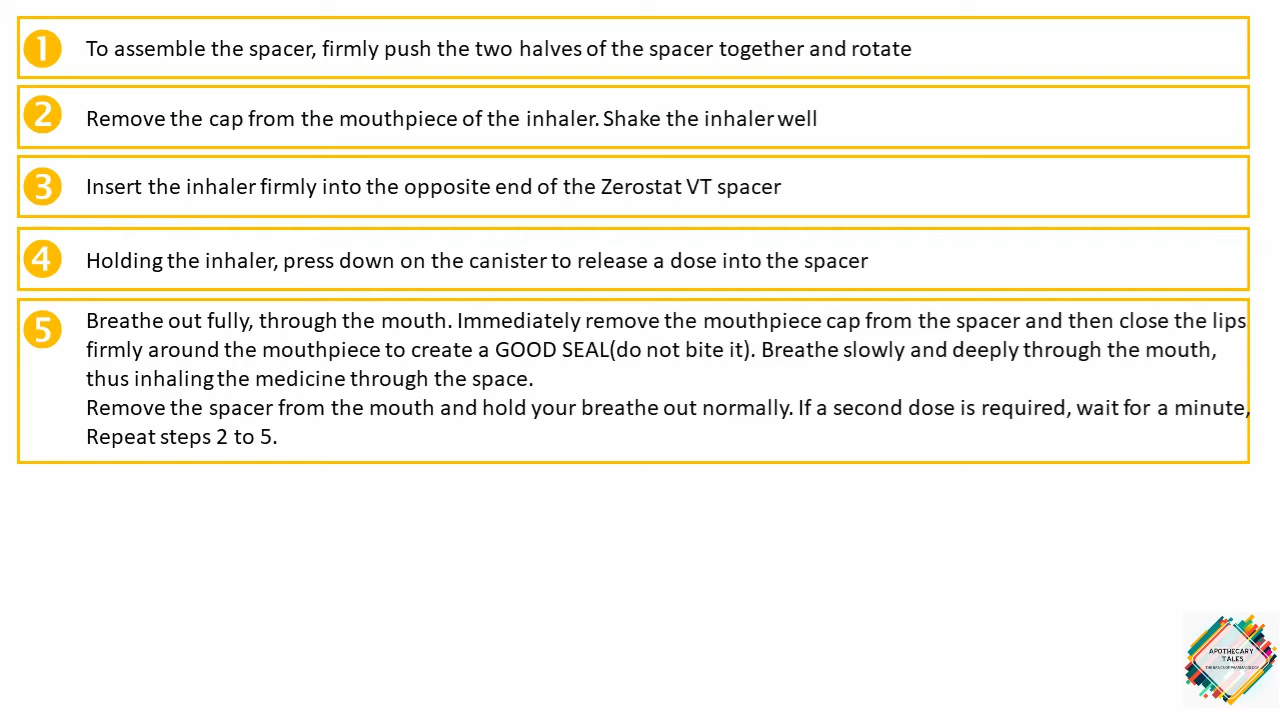 1 To assemble the spacer, firmly push the two halves of the spacer together and rotate
2 Remove the cap from the mouthpiece of the inhaler. Shake the inhaler well
3 Insert the inhaler firmly into the opposite end of the Zerostat VT spacer
4 Holding the inhaler, press down on the canister to release a dose into the spacer
5 Breathe out fully, through the mouth. Immediately remove the mouthpiece cap from the spacer and then close the lips
firmly around the mouthpiece to create a GOOD SEAL(do not bite it). Breathe slowly and deeply through the mouth,
thus inhaling the medicine through the space.
Remove the spacer from the mouth and hold your breathe out normally. If a second dose is required, wait for a minute,
Repeat steps 2 to 5.
APOTHECARY
TALES
THE BASICS OF PHARMACOLOGY